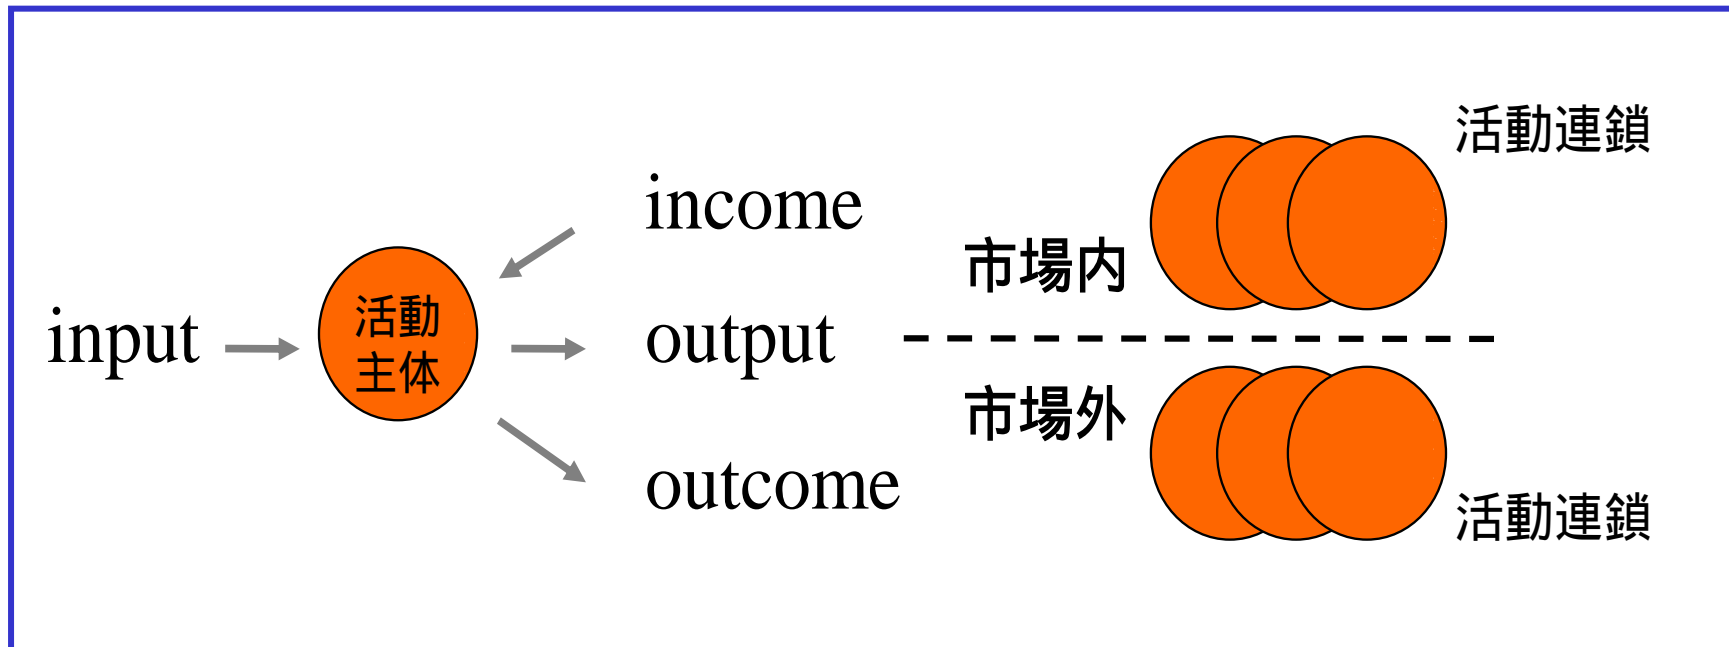 input
活動
主体
income
output
outcome
市場内
市場外
活動連鎖
活動連鎖